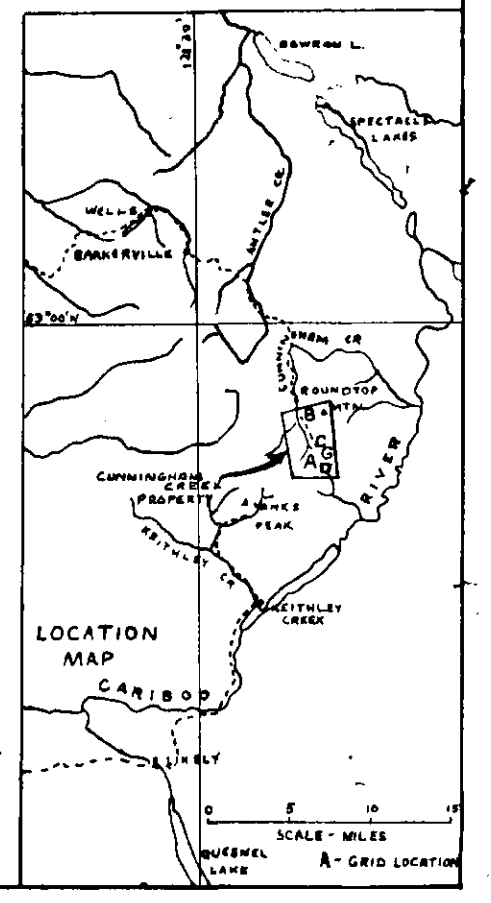 BOWRON L.
SPECTACLE
LAKES
ANTLER CR.
WELLS
BARKERVILLE
53°00'N
CUNNINGHAM CR
ROUNDTOP
MTN.
B
C
G
A
D
CUNNINGHAM
CREEK
PROPERTY
PEAK
RIVER
KEITHLEY CR
KEITHLEY
CREEK
LOCATION
MAP
CARIBOO
LIKELY
0 5 10 15
SCALE - MILES
QUESNEL
LAKE
A - GRID LOCATION